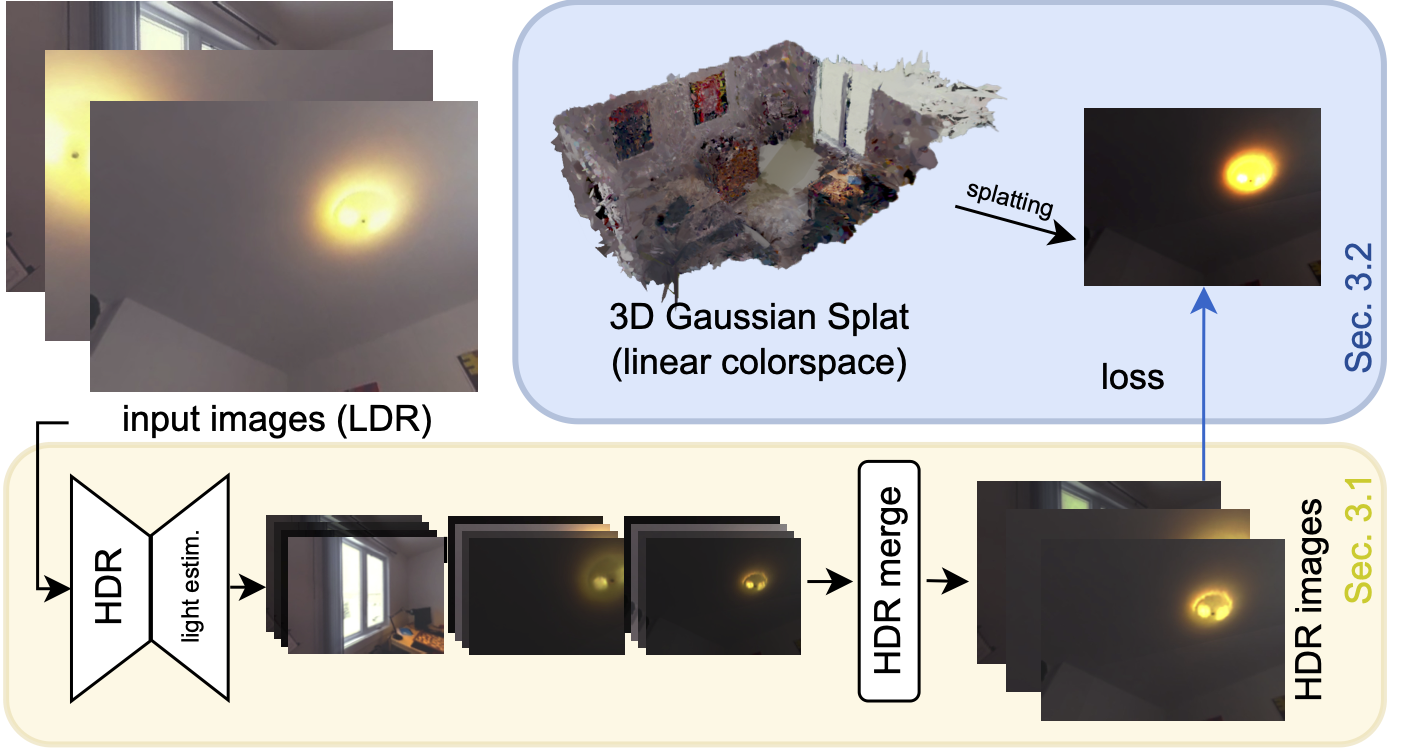 input images (LDR)
3D Gaussian Splat
(linear colorspace)
splatting
loss
Sec. 3.2
HDR
light estim.
HDR merge
HDR images
Sec. 3.1